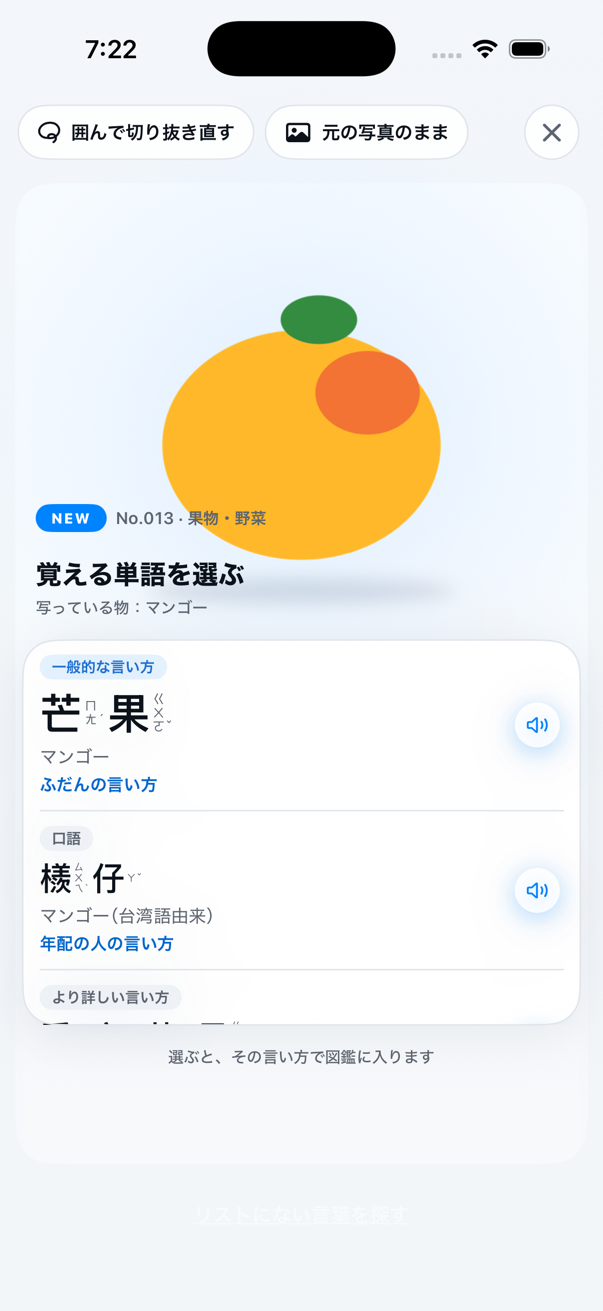 7:22
囲んで切り抜き直す
元の写真のまま
NEW No.013 · 果物・野菜
覚える単語を選ぶ
写っている物：マンゴー
一般的な言い方
芒ㄇㄤˊ果ㄍㄨㄛˇ
マンゴー
ふだんの言い方
口語
檨ㄙㄨㄟ仔ㄚˇ
マンゴー（台湾語由来）
年配の人の言い方
より詳しい言い方
選ぶと、その言い方で図鑑に入ります
リストにない言葉を探す